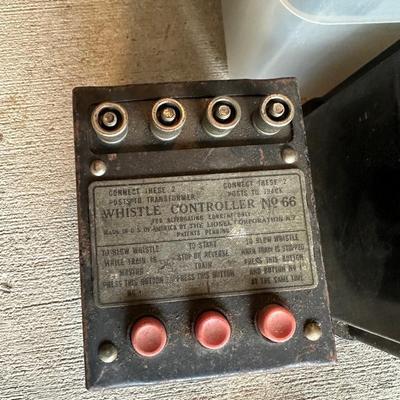 CONNECT THESE 2 CONNECT THESE 2
POSTS TO TRANSFORMER POSTS TO TRACK
WHISTLE CONTROLLER No 66
FOR ALTERNATING CURRENT ONLY
MADE IN U.S. OF AMERICA BY THE LIONEL CORPORATION N.Y.
PATENTS PENDING
TO BLOW WHISTLE TO START TO BLOW WHISTLE
WHILE TRAIN IS STOP OR REVERSE WHEN TRAIN IS STOPPED
MOVING TRAIN PRESS THIS BUTTON
PRESS THIS BUTTON PRESS THIS BUTTON AND BUTTON No 1
No 1 AT THE SAME TIME